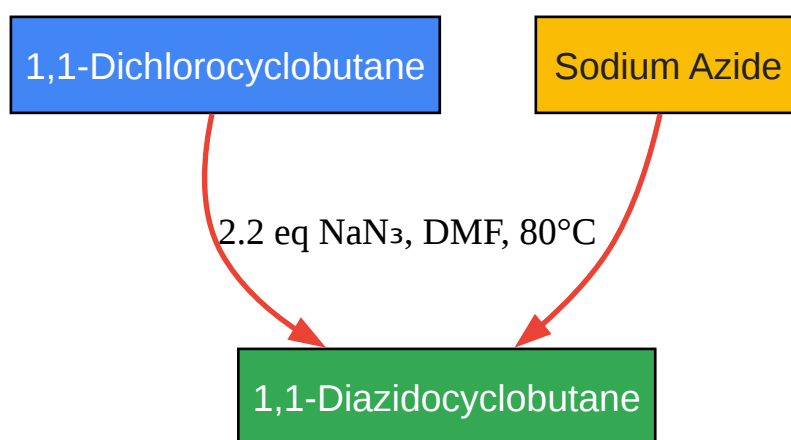 1,1-Dichlorocyclobutane
Sodium Azide
2.2 eq NaN₃, DMF, 80°C
1,1-Diazidocyclobutane